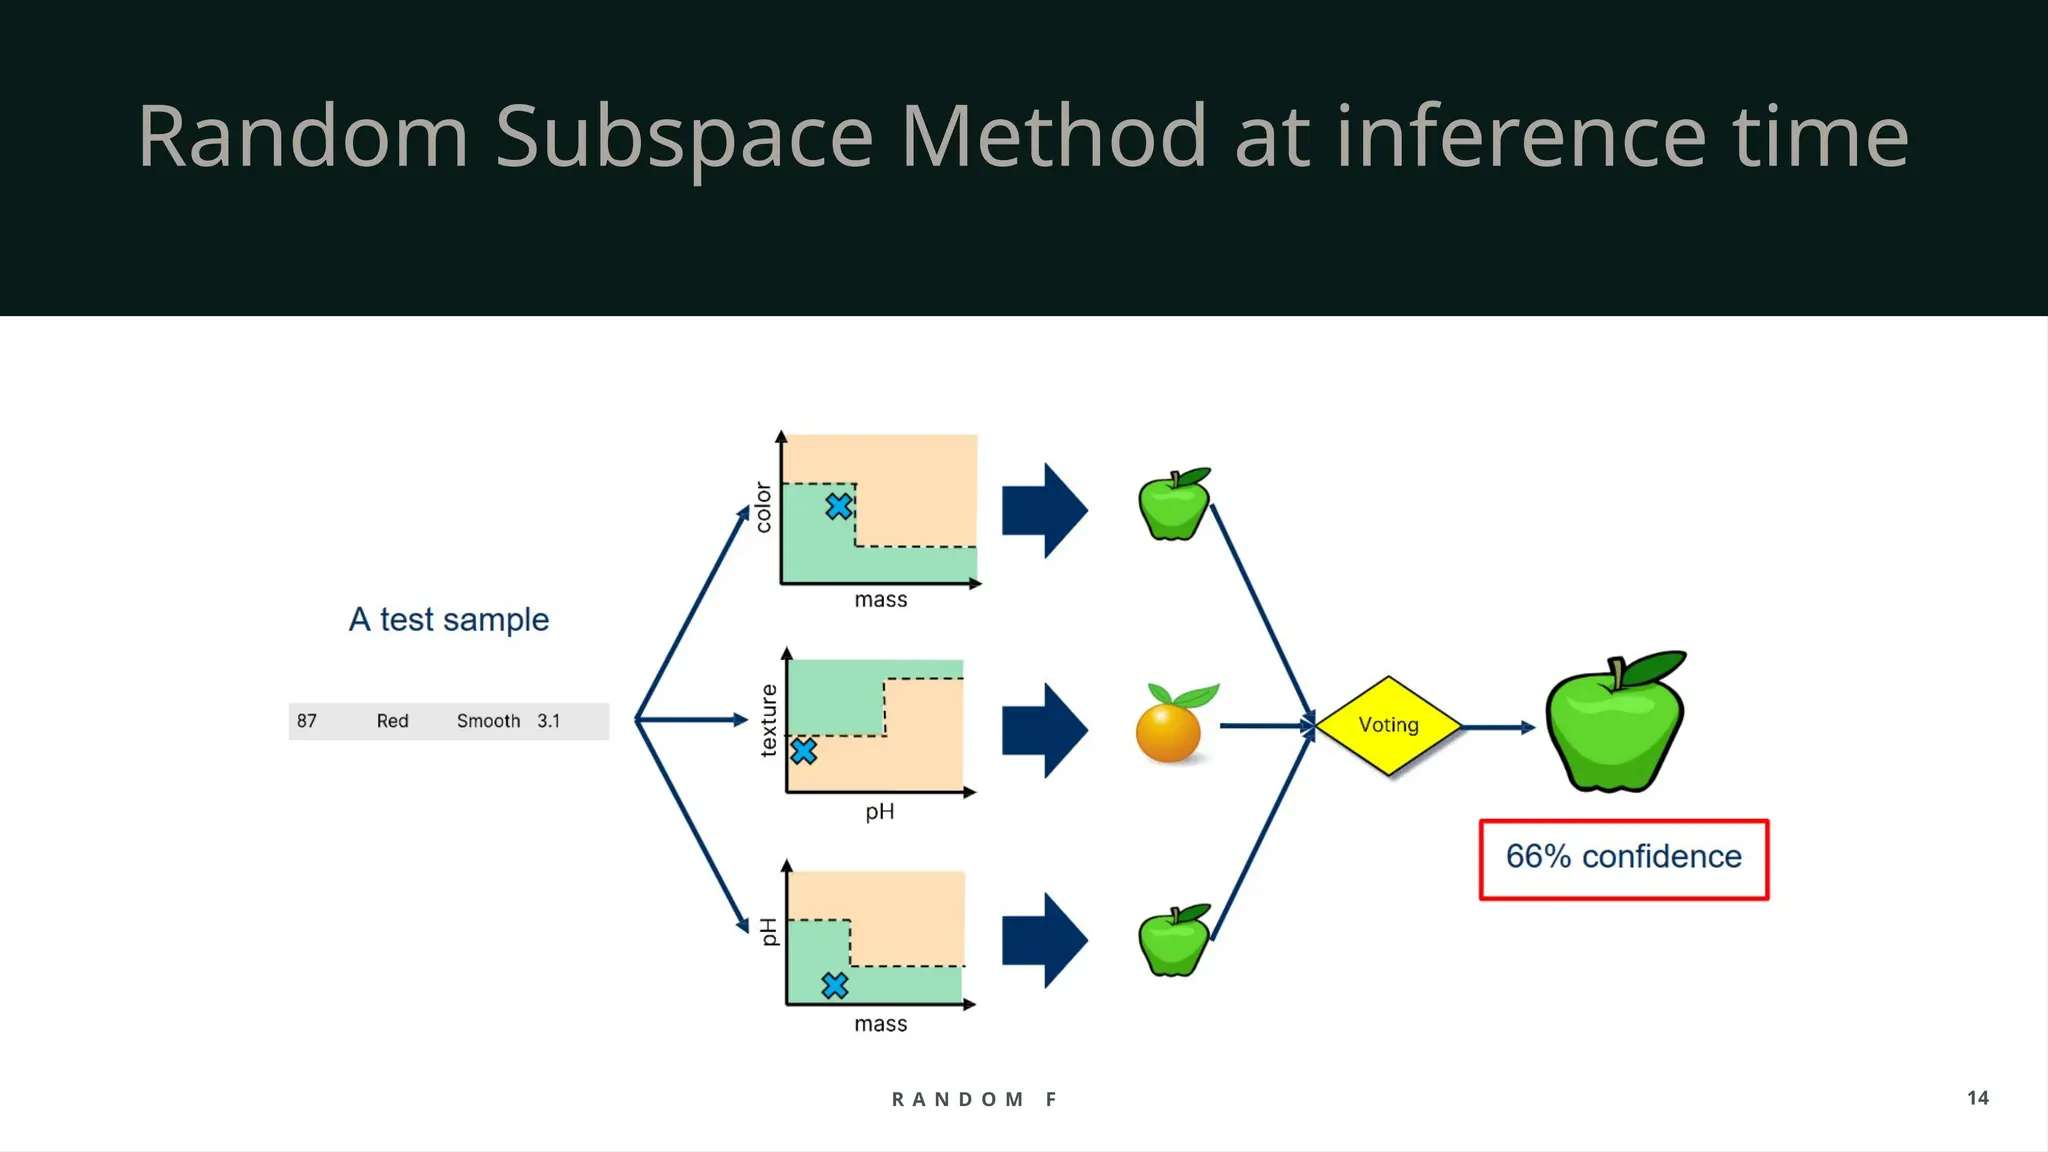 Random Subspace Method at inference time
A test sample
87 Red Smooth 3.1
color
mass
texture
pH
pH
mass
Voting
66% confidence
RANDOM F
14